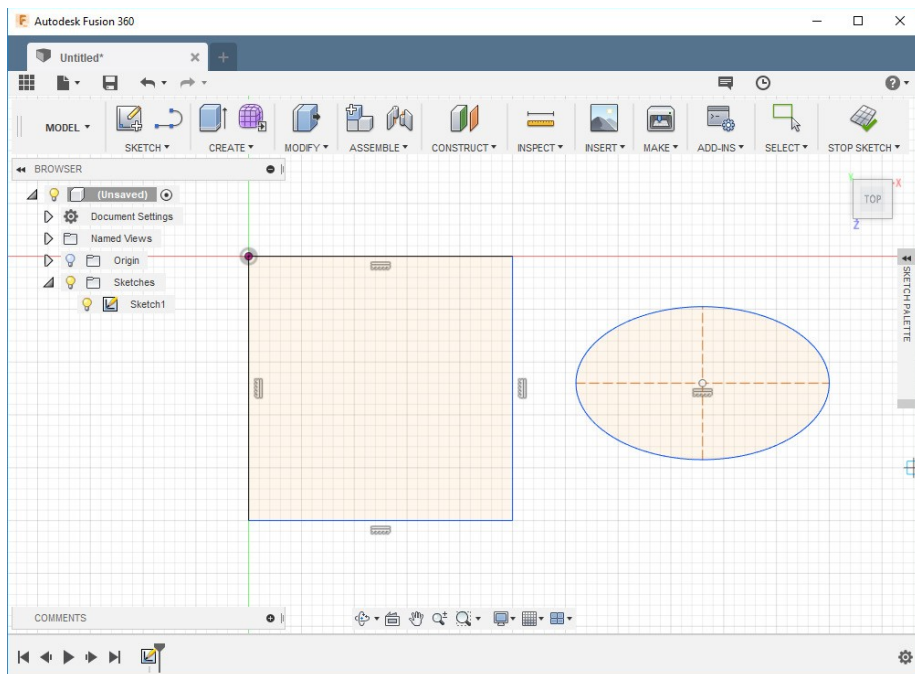 Autodesk Fusion 360
Untitled*
MODEL
SKETCH CREATE MODIFY ASSEMBLE CONSTRUCT INSPECT INSERT MAKE ADD-INS SELECT STOP SKETCH
BROWSER
(Unsaved)
Document Settings
Named Views
Origin
Sketches
Sketch1
Y
X
TOP
Z
SKETCH PALETTE
COMMENTS